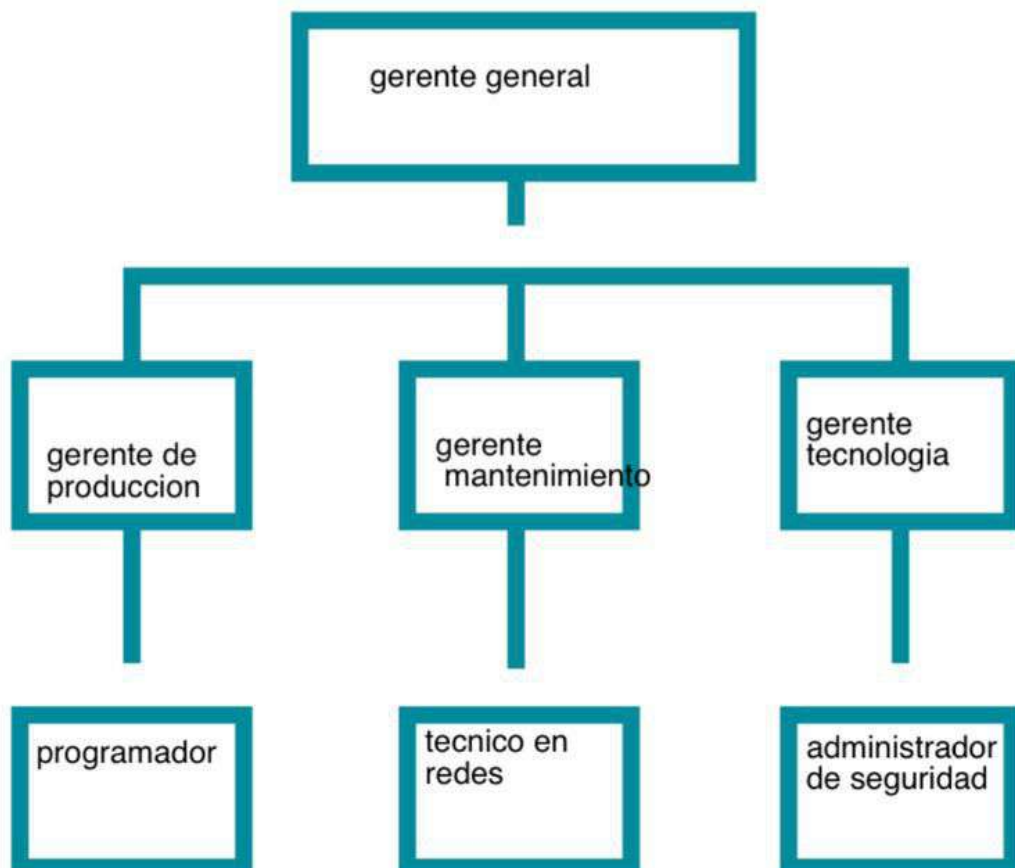 gerente general
gerente de
produccion
gerente
mantenimiento
gerente
tecnologia
programador
tecnico en
redes
administrador
de seguridad